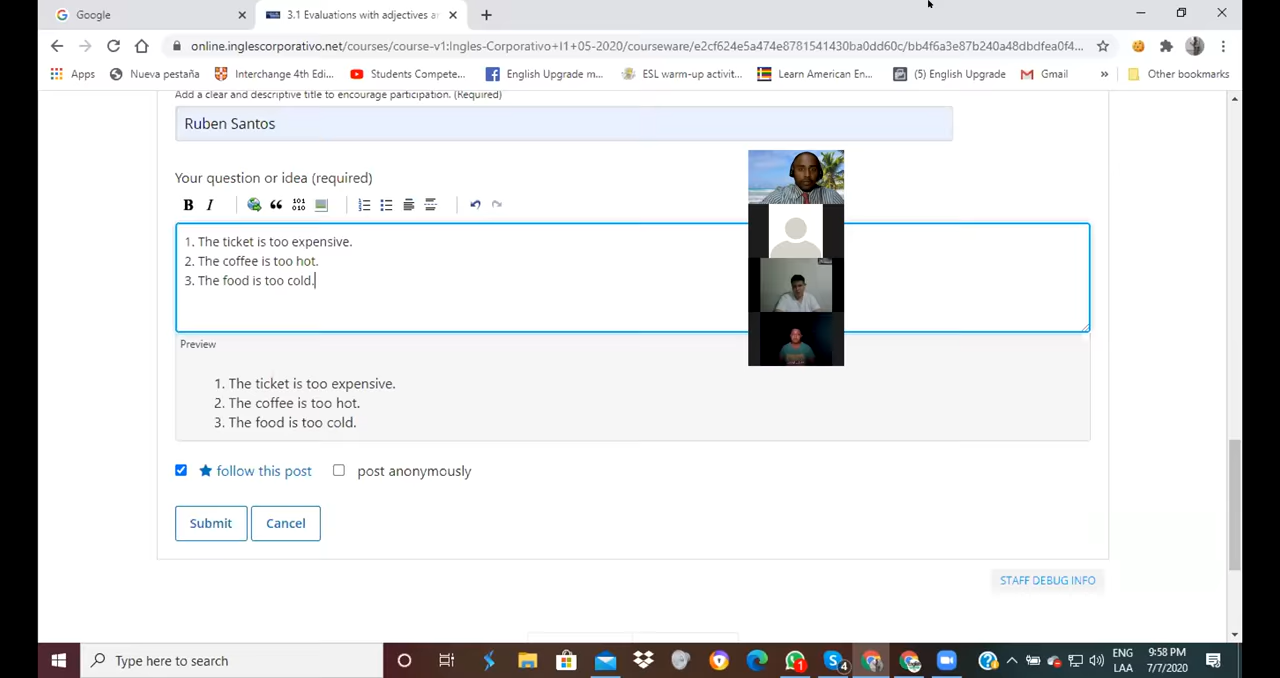 Google
3.1 Evaluations with adjectives a
online.inglescorporativo.net/courses/course-v1:Ingles-Corporativo+I1+05-2020/courseware/e2cf624e5a474e8781541430ba0dd60c/bb4f6a3e87b240a48dbdfea0f4...
Apps
Nueva pestaña
Interchange 4th Edi...
Students Compete...
English Upgrade m...
ESL warm-up activit...
Learn American En...
(5) English Upgrade
Gmail
»
Other bookmarks
Add a clear and descriptive title to encourage participation. (Required)
Ruben Santos
Your question or idea (required)
B I
1. The ticket is too expensive.
2. The coffee is too hot.
3. The food is too cold.
Preview
1. The ticket is too expensive.
2. The coffee is too hot.
3. The food is too cold.
follow this post
post anonymously
Submit
Cancel
STAFF DEBUG INFO
Type here to search
1
4
ENG
LAA
9:58 PM
7/7/2020